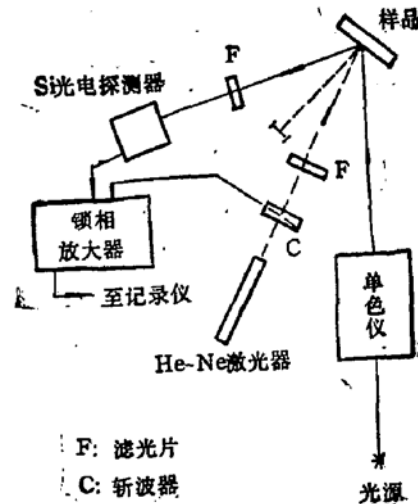 样品
F
Si光电探测器
F
锁相
放大器
C
单色仪
至记录仪
He-Ne激光器
F: 滤光片
C: 斩波器
光源